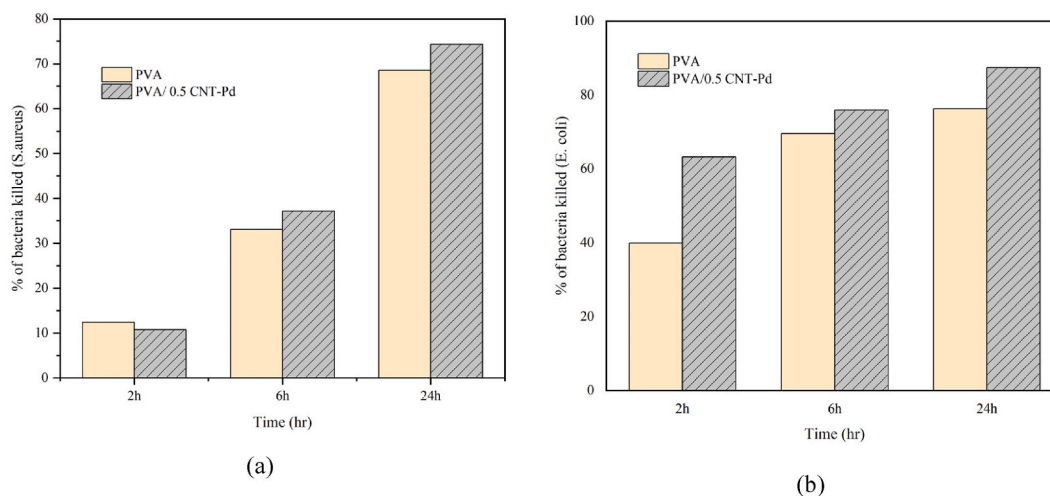 80
70
60
50
40
30
20
10
0
% of bacteria killed (S.aureus)
PVA
PVA/ 0.5 CNT-Pd
2h 6h 24h
Time (hr)
(a)
100
80
60
40
20
0
% of bacteria killed (E. coli)
PVA
PVA/0.5 CNT-Pd
2h 6h 24h
Time (hr)
(b)